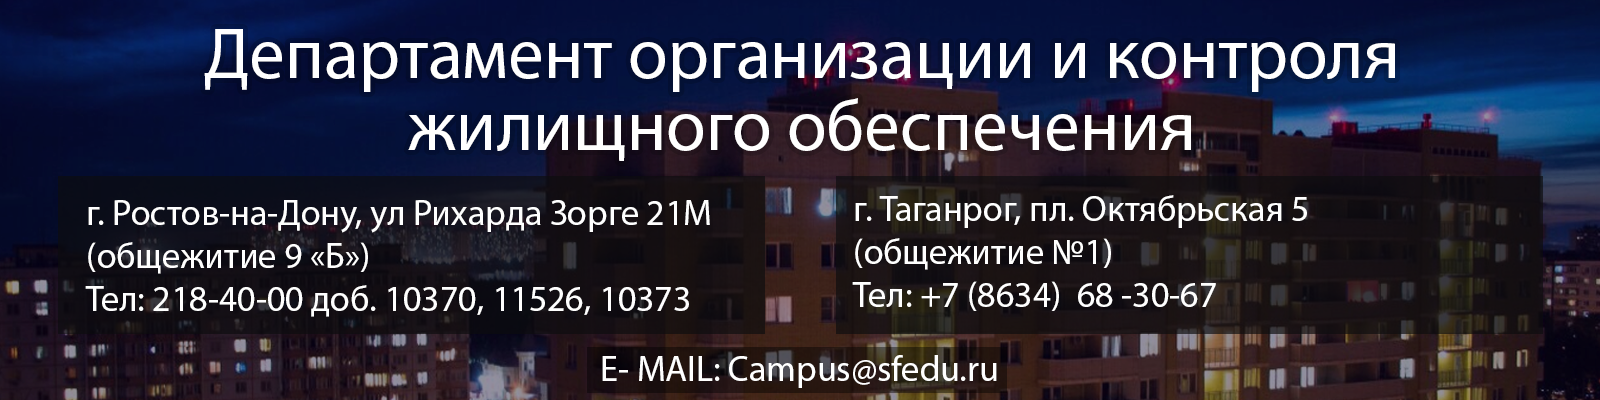 Департамент организации и контроля
жилищного обеспечения
г. Ростов-на-Дону, ул Рихарда Зорге 21М
(общежитие 9 «Б»)
Тел: 218-40-00 доб. 10370, 11526, 10373
г. Таганрог, пл. Октябрьская 5
(общежитие №1)
Тел: +7 (8634)  68 -30-67
E- MAIL: Campus@sfedu.ru